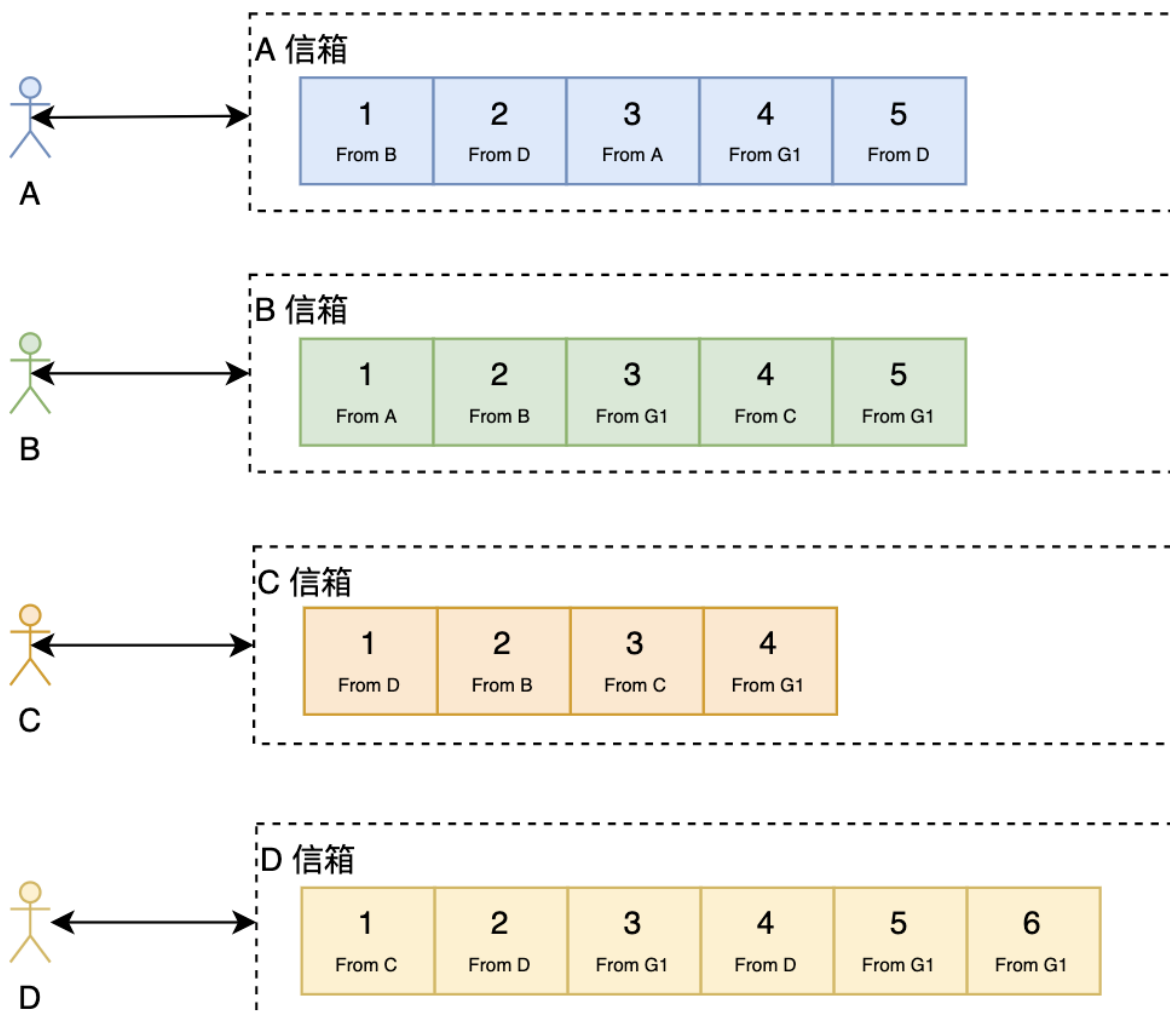 A 信箱
1 2 3 4 5
From B From D From A From G1 From D
A
B 信箱
1 2 3 4 5
From A From B From G1 From C From G1
B
C 信箱
1 2 3 4
From D From B From C From G1
C
D 信箱
1 2 3 4 5 6
From C From D From G1 From D From G1 From G1
D